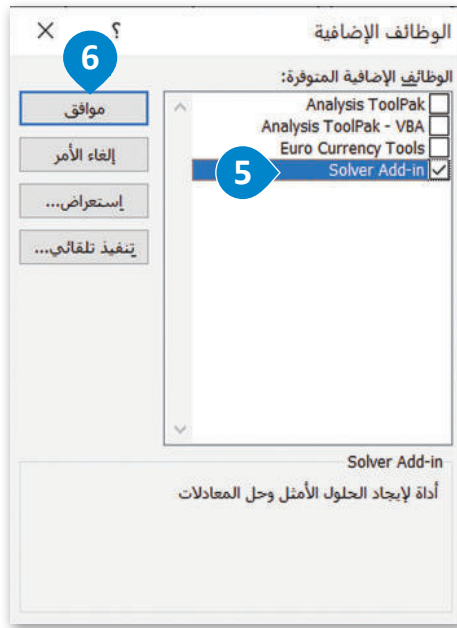 الوظائف الإضافية
؟
×
الوظائف الإضافية المتوفرة:
Analysis ToolPak
Analysis ToolPak - VBA
Euro Currency Tools
Solver Add-in
5
6
موافق
إلغاء الأمر
إستعراض...
تنفيذ تلقائي...
Solver Add-in
أداة لإيجاد الحلول الأمثل وحل المعادلات